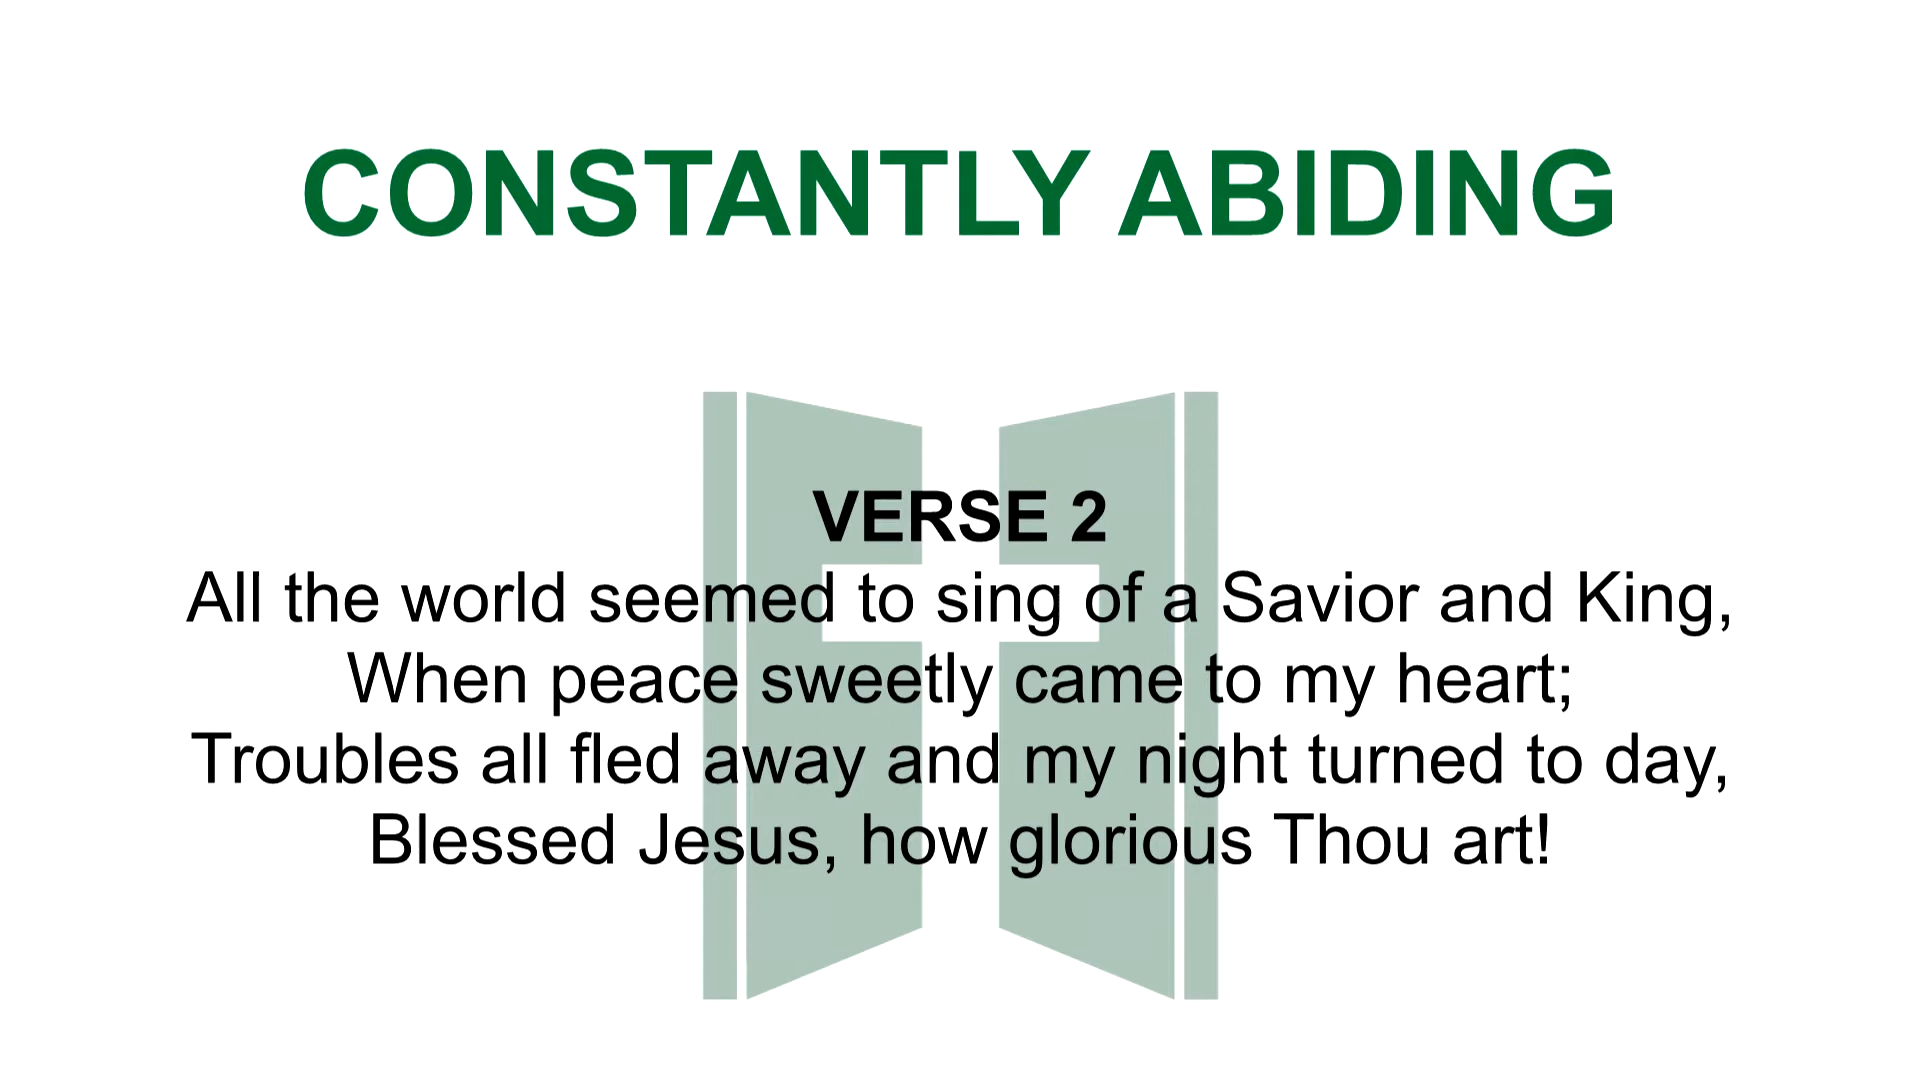 CONSTANTLY ABIDING
VERSE 2
All the world seemed to sing of a Savior and King,
When peace sweetly came to my heart;
Troubles all fled away and my night turned to day,
Blessed Jesus, how glorious Thou art!